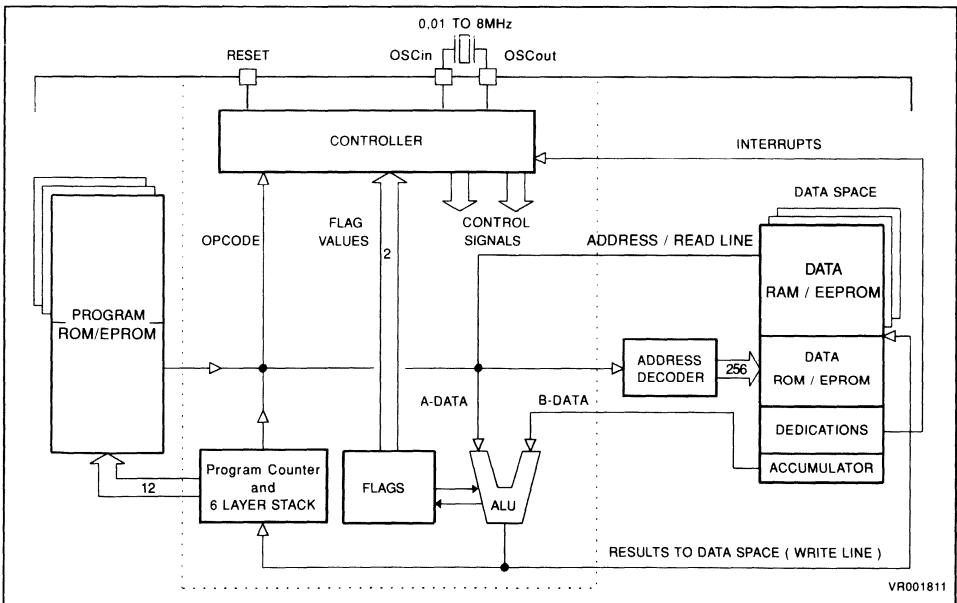 0,01 TO 8MHz
RESET
OSCin
OSCout
CONTROLLER
INTERRUPTS
DATA SPACE
OPCODE
FLAG
VALUES
2
CONTROL
SIGNALS
ADDRESS / READ LINE
PROGRAM
ROM/EPROM
DATA
RAM / EEPROM
ADDRESS
DECODER
256
DATA
ROM / EPROM
A-DATA
B-DATA
DEDICATIONS
ACCUMULATOR
12
Program Counter
and
6 LAYER STACK
FLAGS
ALU
RESULTS TO DATA SPACE ( WRITE LINE )
VR001811